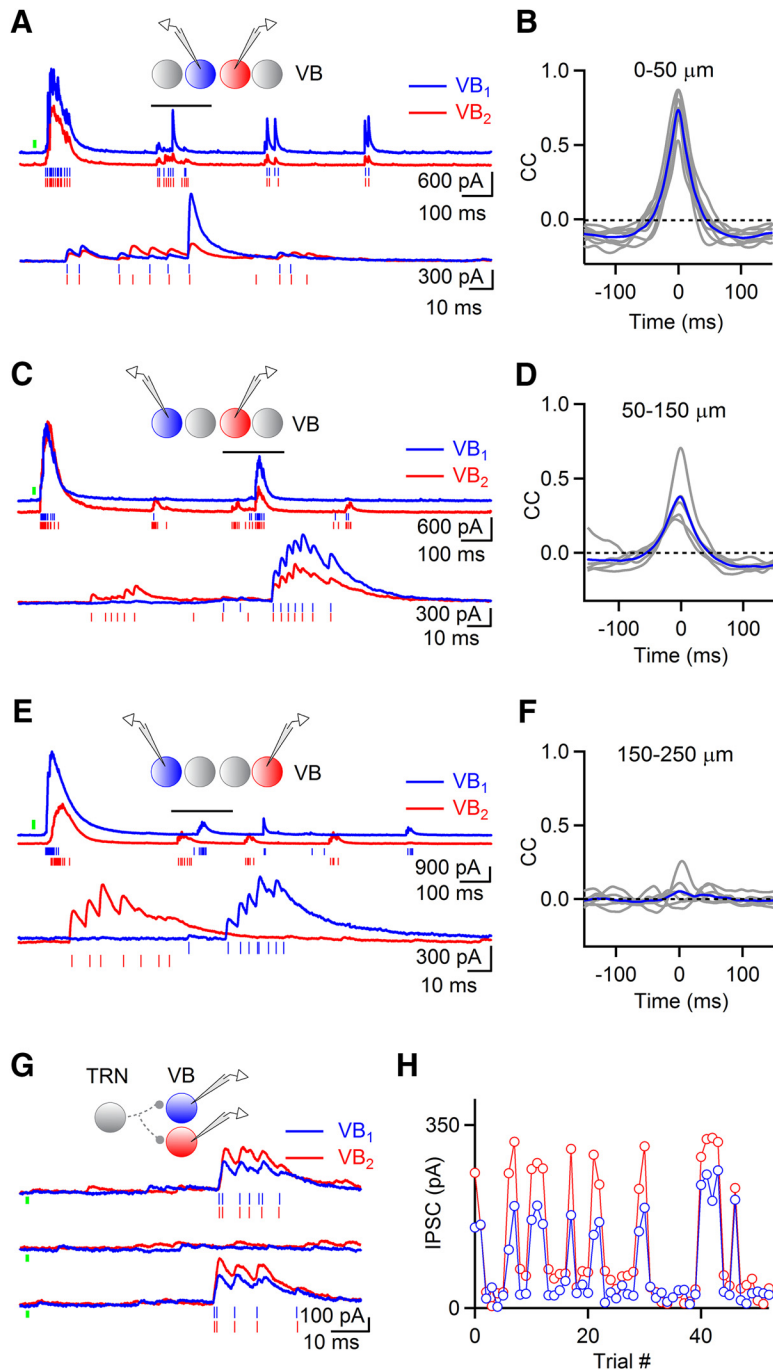 A
VB
VB1
VB2
600 pA
100 ms
300 pA
10 ms
B
0-50 μm
1.0
0.5
0.0
CC
-100 0 100
Time (ms)
C
VB
VB1
VB2
600 pA
100 ms
300 pA
10 ms
D
50-150 μm
1.0
0.5
0.0
CC
-100 0 100
Time (ms)
E
VB
VB1
VB2
900 pA
100 ms
300 pA
10 ms
F
150-250 μm
1.0
0.5
0.0
CC
-100 0 100
Time (ms)
G
TRN VB
VB1
VB2
100 pA
10 ms
H
350
IPSC (pA)
0
0 20 40
Trial #